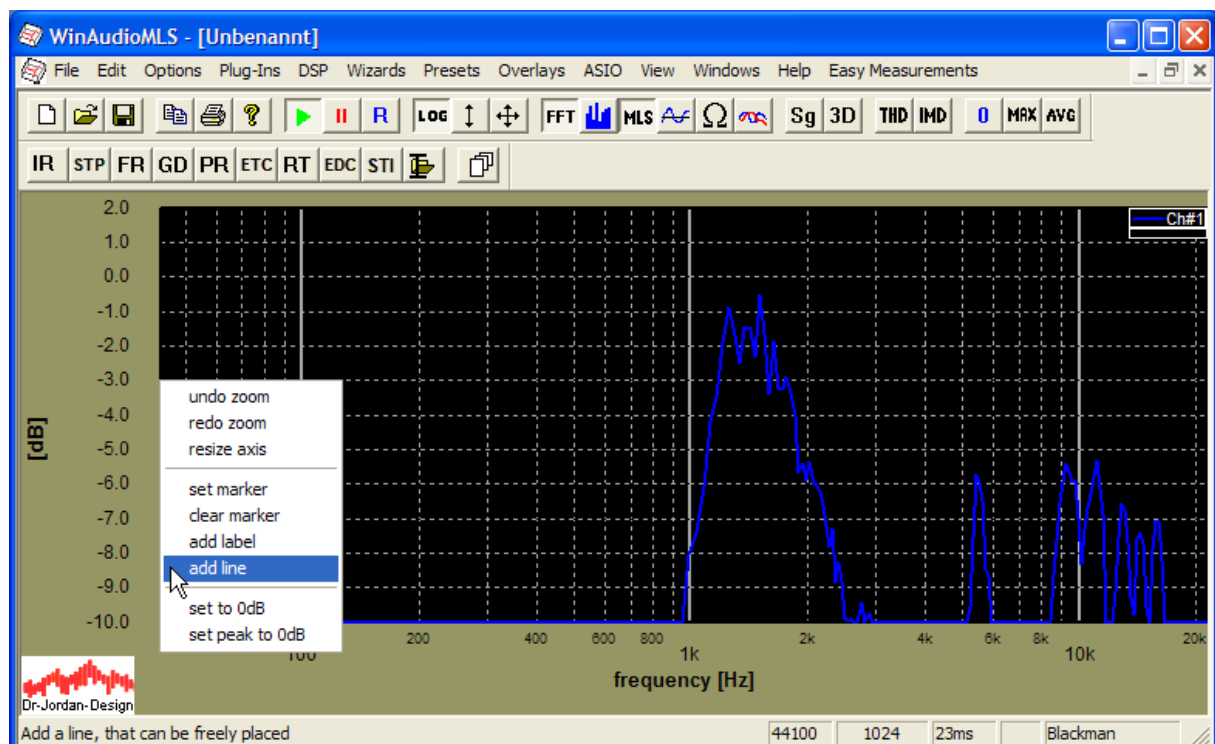 WinAudioMLS - [Unbenannt]
File Edit Options Plug-Ins DSP Wizards Presets Overlays ASIO View Windows Help Easy Measurements
R LOG FFT MLS Ω Sg 3D THD IMD 0 MAX AVG
IR STP FR GD PR ETC RT EDC STI
Ch#1
2.0
1.0
0.0
-1.0
-2.0
-3.0
-4.0
-5.0
-6.0
-7.0
-8.0
-9.0
-10.0
[dB]
undo zoom
redo zoom
resize axis
set marker
clear marker
add label
add line
set to 0dB
set peak to 0dB
200 400 600 800 2k 4k 6k 8k 20k
100 1k 10k
frequency [Hz]
Dr-Jordan-Design
Add a line, that can be freely placed 44100 1024 23ms Blackman